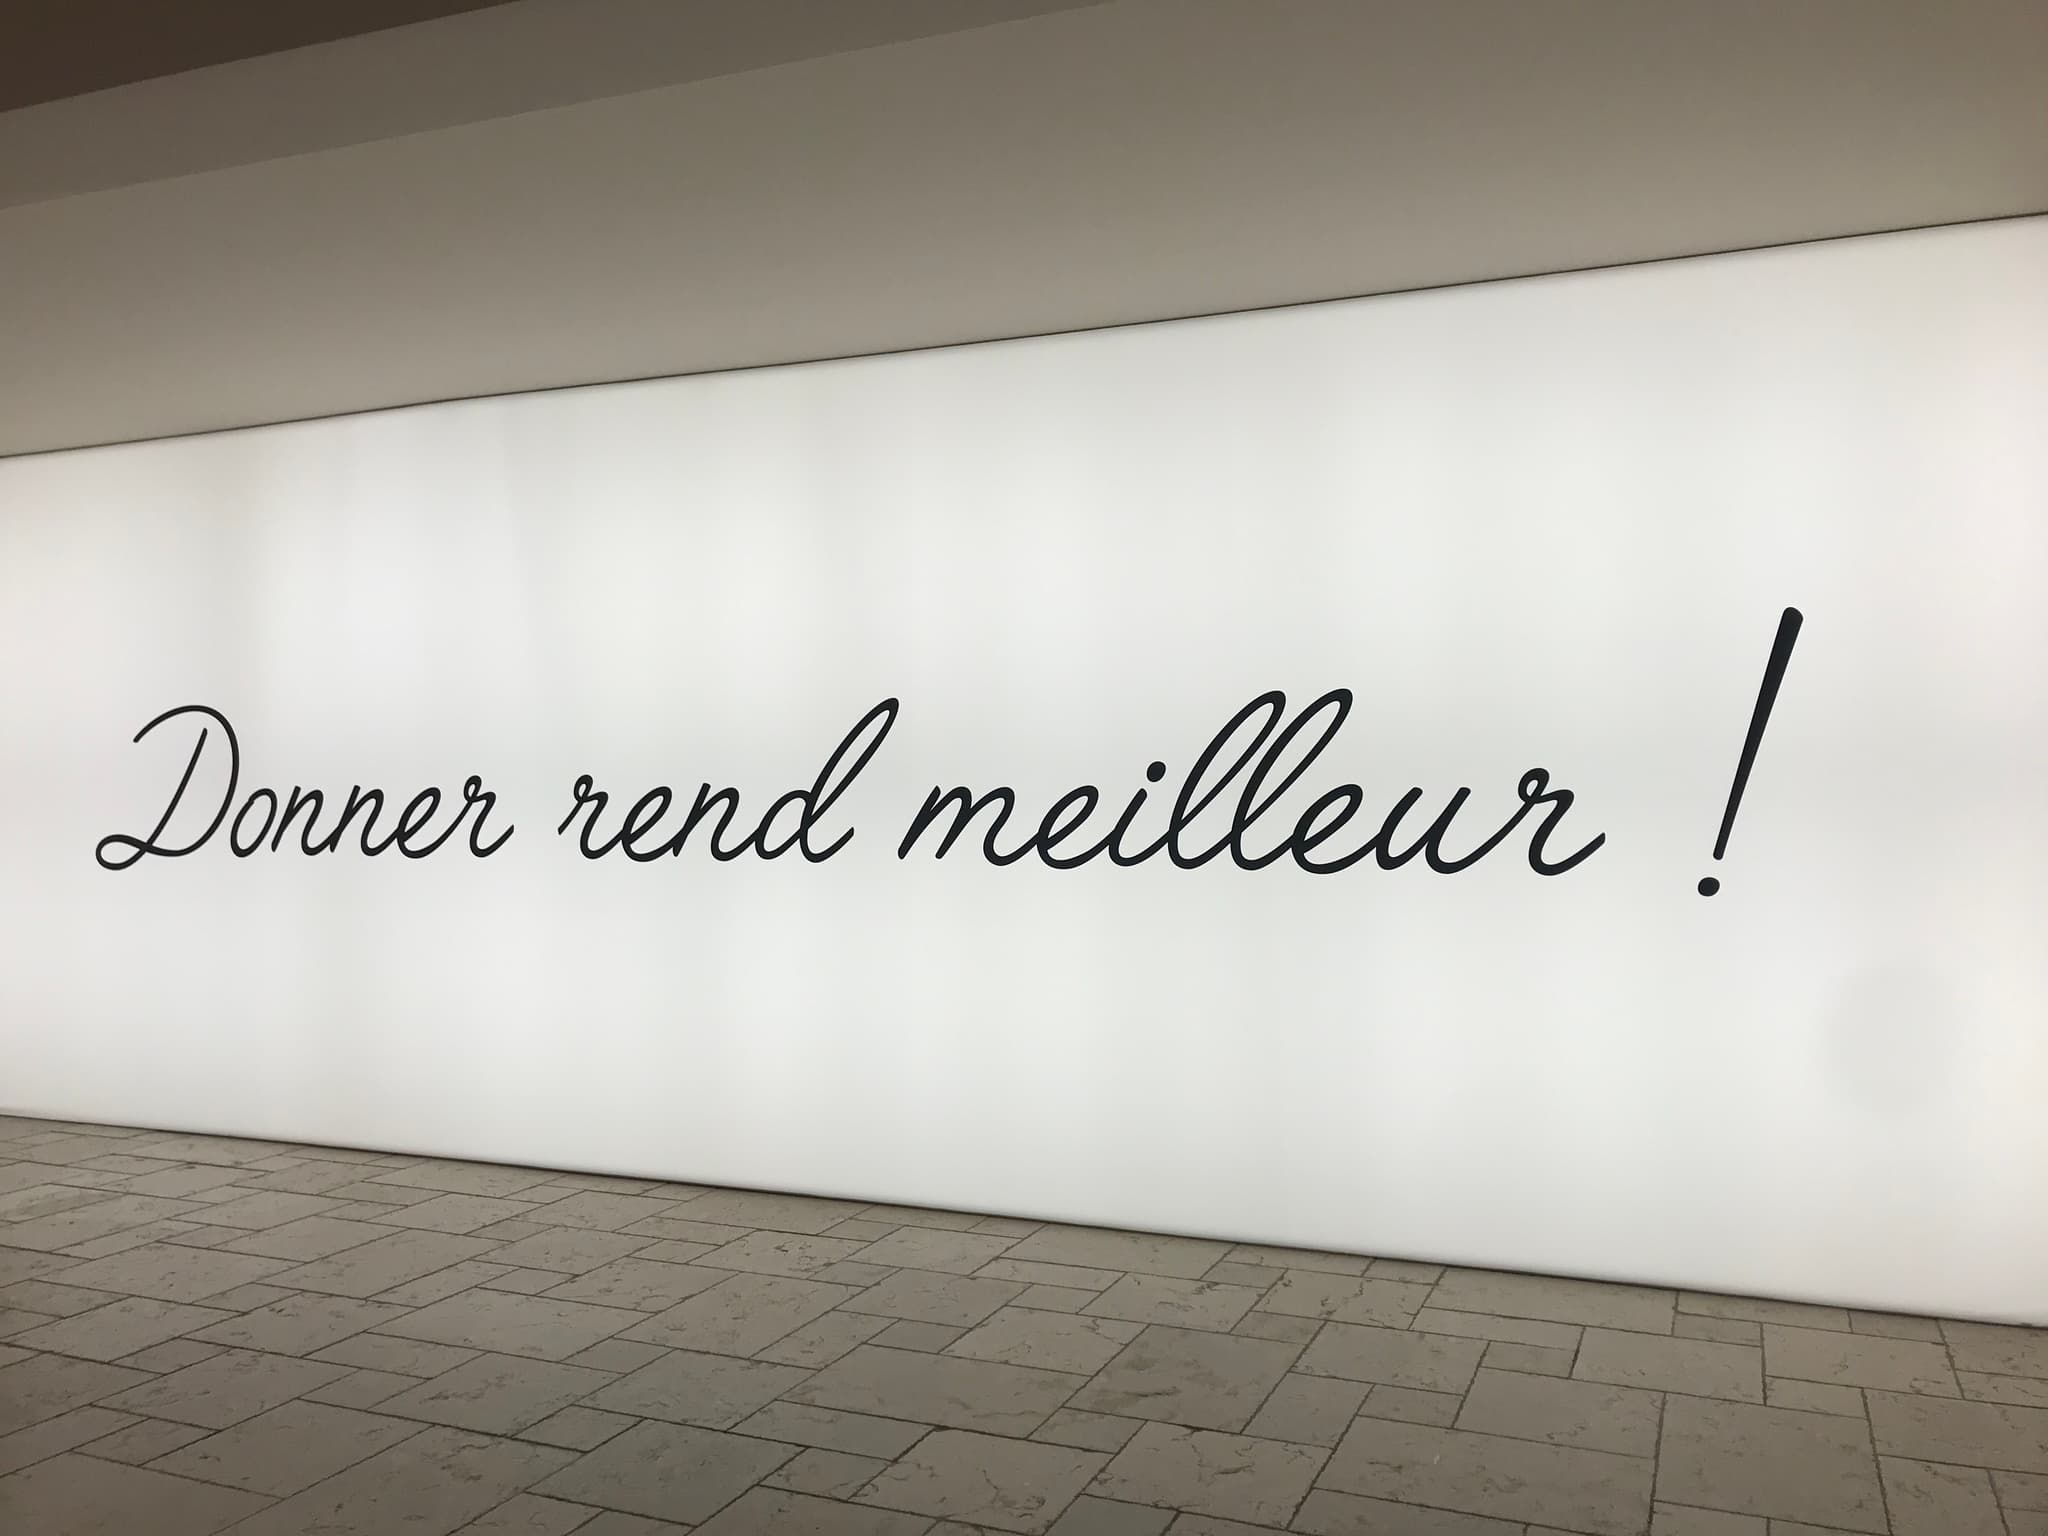 Donner rend meilleur !